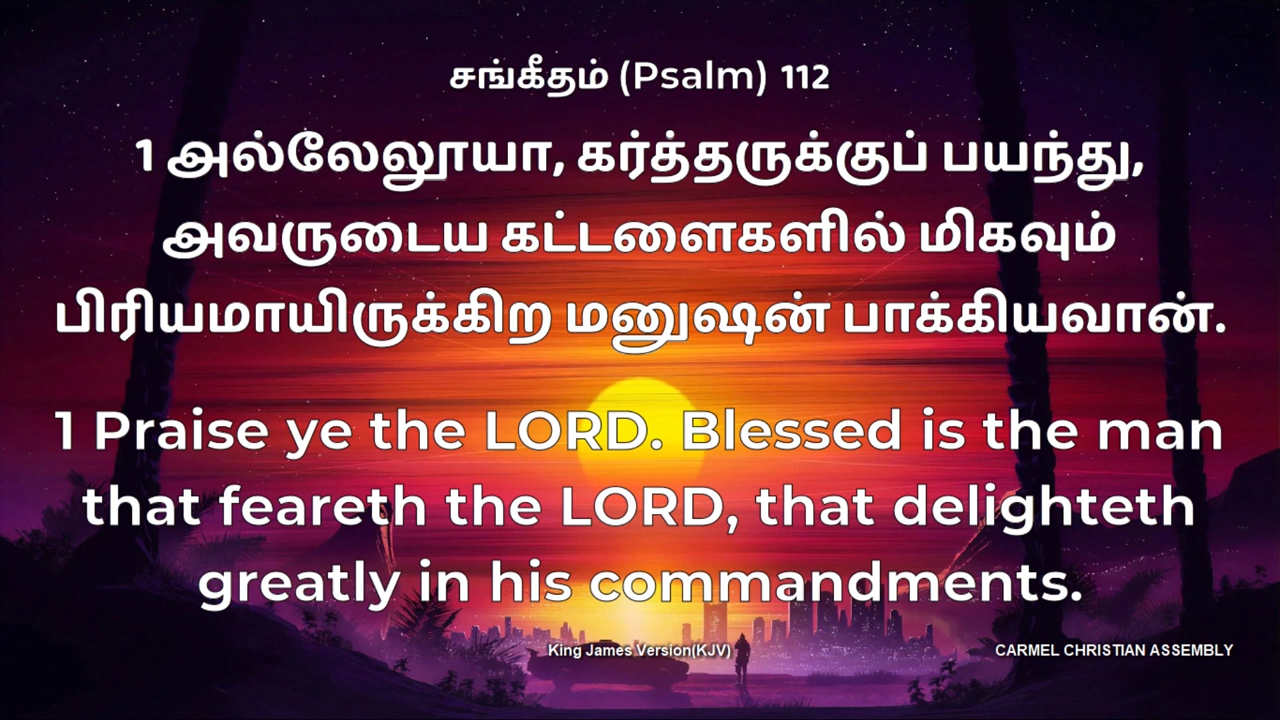 சங்கீதம் (Psalm) 112
1 அல்லேலூயா, கர்த்தருக்குப் பயந்து,
அவருடைய கட்டளைகளில் மிகவும்
பிரியமாயிருக்கிற மனுஷன் பாக்கியவான்.
1 Praise ye the LORD. Blessed is the man
that feareth the LORD, that delighteth
greatly in his commandments.
King James Version(KJV)
CARMEL CHRISTIAN ASSEMBLY